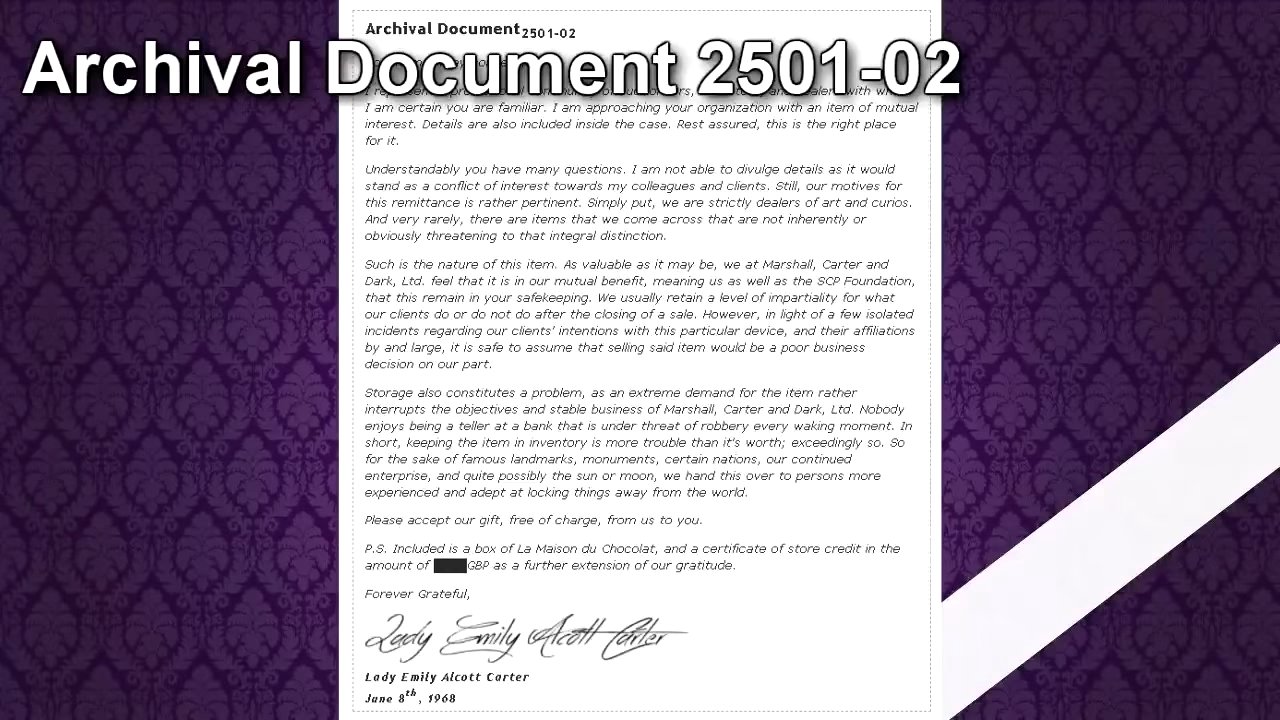 Archival Document 2501-02
Archival Document 2501-02
I am certain you are familiar. I am approaching your organization with an item of mutual
interest. Details are also included inside the case. Rest assured, this is the right place
for it.
Understandably you have many questions. I am not able to divulge details as it would
stand as a conflict of interest towards my colleagues and clients. Still, our motives for
this remittance is rather pertinent. Simply put, we are strictly dealers of art and curios.
And very rarely, there are items that we come across that are not inherently or
obviously threatening to that integral distinction.
Such is the nature of this item. As valuable as it may be, we at Marshall, Carter and
Dark, Ltd. feel that it is in our mutual benefit, meaning us as well as the SCP Foundation,
that this remain in your safekeeping. We usually retain a level of impartiality for what
our clients do or do not do after the closing of a sale. However, in light of a few isolated
incidents regarding our clients' intentions with this particular device, and their affiliations
by and large, it is safe to assume that selling said item would be a poor business
decision on our part.
Storage also constitutes a problem, as an extreme demand for the item rather
interrupts the objectives and stable business of Marshall, Carter and Dark, Ltd. Nobody
enjoys being a teller at a bank that is under threat of robbery every waking moment. In
short, keeping the item in inventory is more trouble than it's worth; exceedingly so. So
for the sake of famous landmarks, monuments, certain nations, our continued
enterprise, and quite possibly the sun or moon, we hand this over to persons more
experienced and adept at locking things away from the world.
Please accept our gift, free of charge, from us to you.
P.S. Included is a box of La Maison du Chocolat, and a certificate of store credit in the
amount of GBP as a further extension of our gratitude.
Forever Grateful,
Lady Emily Alcott Carter
Lady Emily Alcott Carter
June 8th, 1968